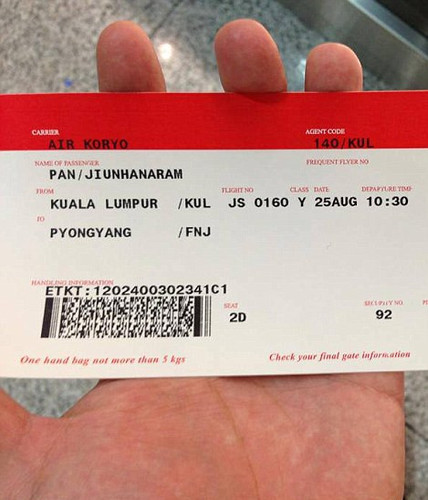 CARRIER AGENT CODE
AIR KORYO 140/KUL
NAME OF PASSENGER FREQUENT FLYER NO
PAN/JIUNHANARAM
FROM FLIGHT NO CLASS DATE DEPARTURE TIME
KUALA LUMPUR /KUL JS 0160 Y 25AUG 10:30
TO
PYONGYANG /FNJ
HANDLING INFORMATION
ETKT:1202400302341C1
SEAT SECURITY NO.
2D 92
One hand bag not more than 5 kgs Check your final gate information